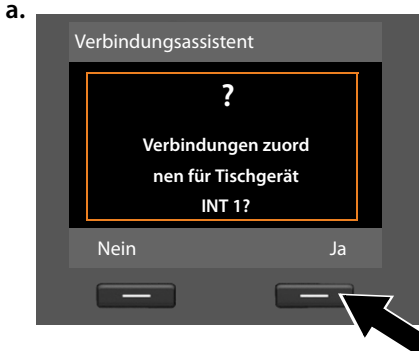 a.
Verbindungsassistent
?
Verbindungen zuord
nen für Tischgerät
INT 1?
Nein Ja